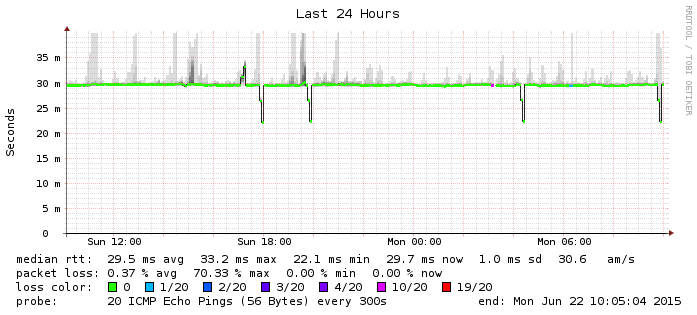 Last 24 Hours
RRDTOOL / TOBI OETIKER
Seconds
35 m
30 m
25 m
20 m
15 m
10 m
5 m
0
Sun 12:00 Sun 18:00 Mon 00:00 Mon 06:00
median rtt: 29.5 ms avg 33.2 ms max 22.1 ms min 29.7 ms now 1.0 ms sd 30.6 am/s
packet loss: 0.37 % avg 70.33 % max 0.00 % min 0.00 % now
loss color: 0 1/20 2/20 3/20 4/20 10/20 19/20
probe: 20 ICMP Echo Pings (56 Bytes) every 300s end: Mon Jun 22 10:05:04 2015